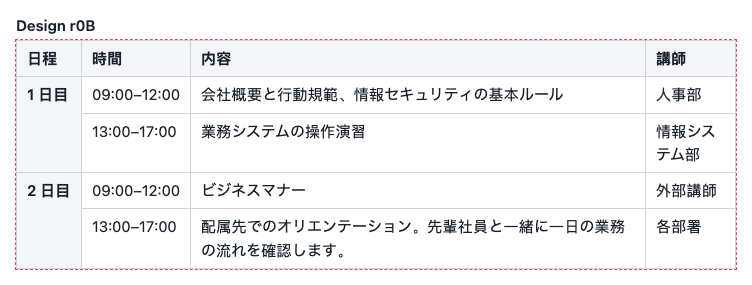 Design r0B
日程 時間 内容 講師
1 日目 09:00–12:00 会社概要と行動規範、情報セキュリティの基本ルール 人事部
13:00–17:00 業務システムの操作演習 情報シス
テム部
2 日目 09:00–12:00 ビジネスマナー 外部講師
13:00–17:00 配属先でのオリエンテーション。先輩社員と一緒に一日の業務 各部署
の流れを確認します。